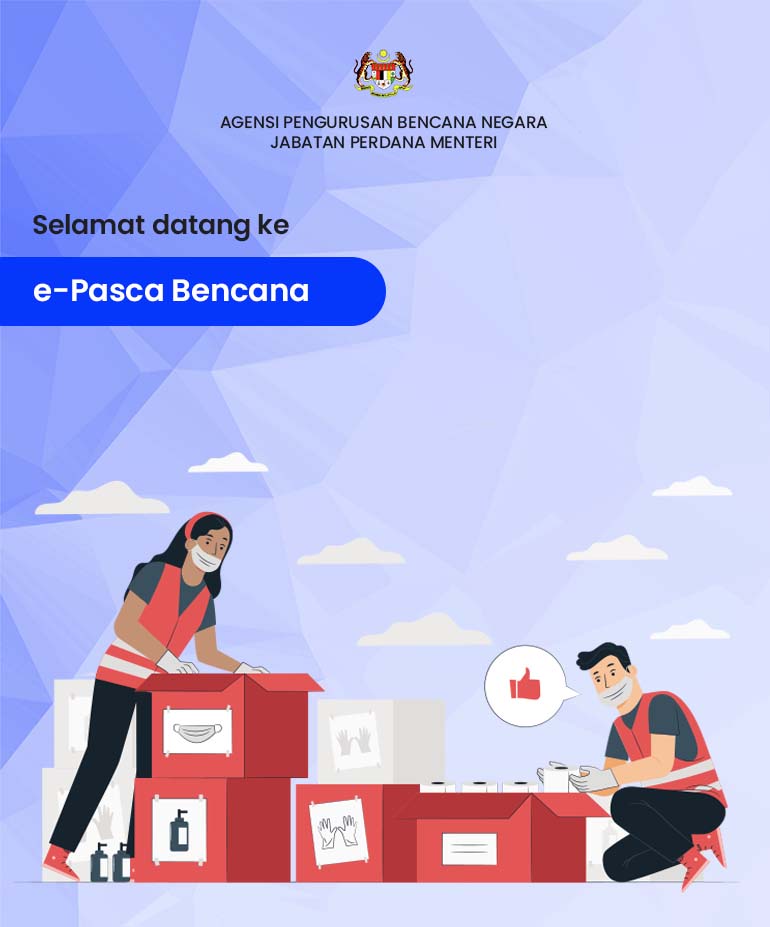 AGENSI PENGURUSAN BENCANA NEGARA
JABATAN PERDANA MENTERI
Selamat datang ke
e-Pasca Bencana